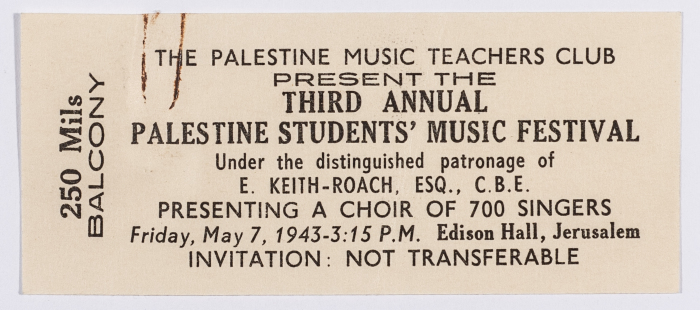 250 Mils
BALCONY
THE PALESTINE MUSIC TEACHERS CLUB
PRESENT THE
THIRD ANNUAL
PALESTINE STUDENTS' MUSIC FESTIVAL
Under the distinguished patronage of
E. KEITH-ROACH, ESQ., C.B.E.
PRESENTING A CHOIR OF 700 SINGERS
Friday, May 7, 1943-3:15 P.M. Edison Hall, Jerusalem
INVITATION: NOT TRANSFERABLE